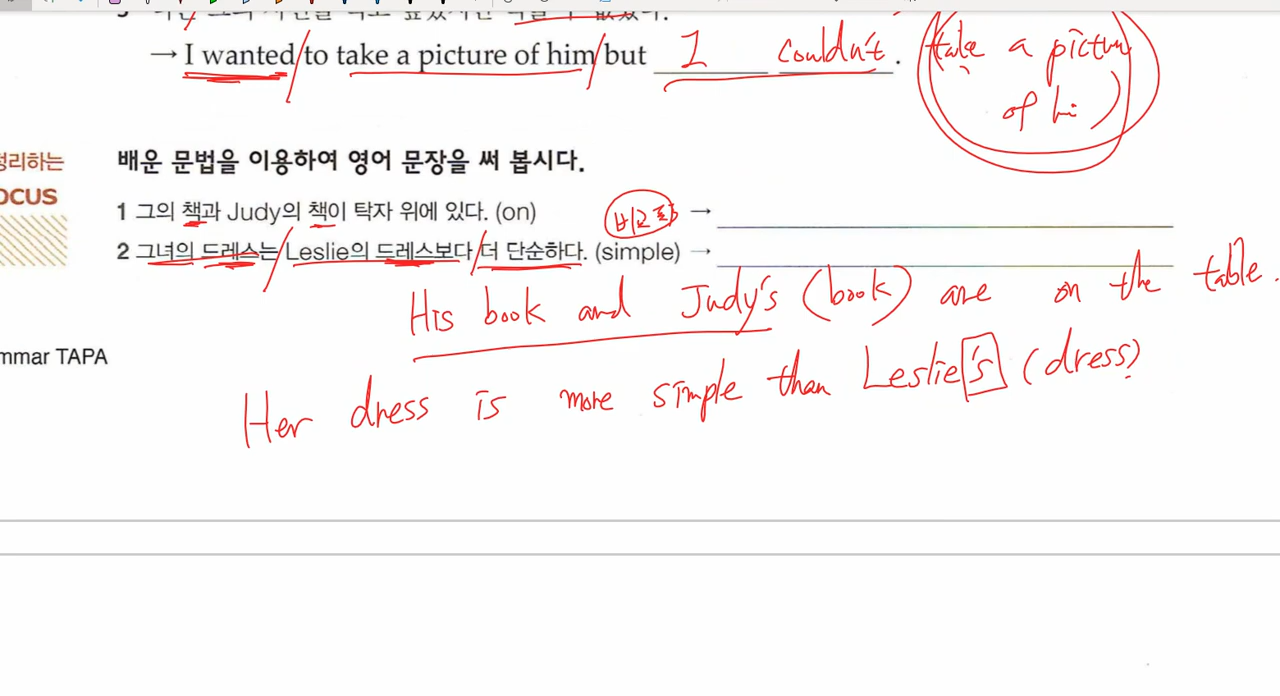 → I wanted/to take a picture of him/but I couldn't. (take a picture
of hi )
정리하는
배운 문법을 이용하여 영어 문장을 써 봅시다.
OCUS
1 그의 책과 Judy의 책이 탁자 위에 있다. (on) →
비교
2 그녀의 드레스는/Leslie의 드레스보다/더 단순하다. (simple) →
His book and Judy's (book) are on the table.
mmar TAPA
Her dress is more simple than Leslie's (dress)